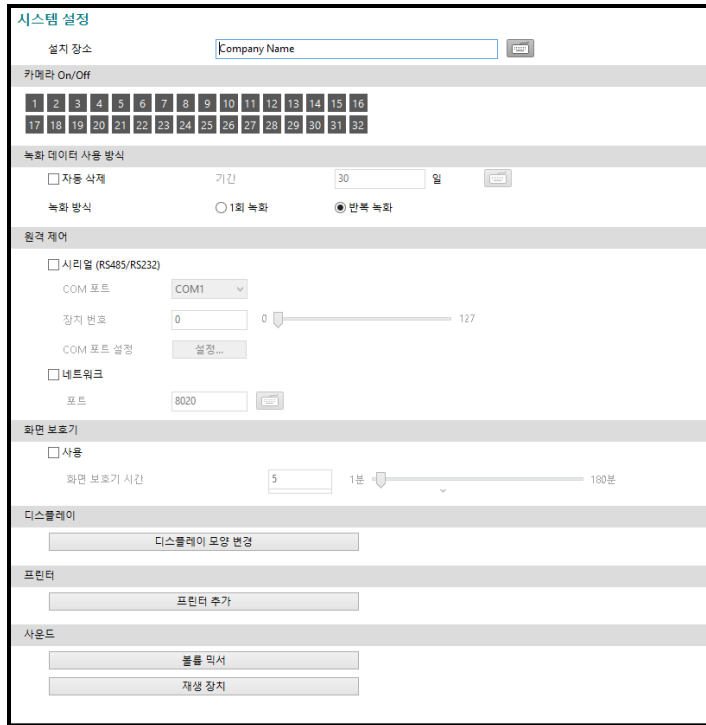 시스템 설정
설치 장소 Company Name
카메라 On/Off
1 2 3 4 5 6 7 8 9 10 11 12 13 14 15 16
17 18 19 20 21 22 23 24 25 26 27 28 29 30 31 32
녹화 데이터 사용 방식
자동 삭제 기간 30 일
녹화 방식 1회 녹화 반복 녹화
원격 제어
시리얼 (RS485/RS232)
COM 포트 COM1
장치 번호 0 0 127
COM 포트 설정 설정...
네트워크
포트 8020
화면 보호기
사용
화면 보호기 시간 5 1분 180분
디스플레이
디스플레이 모양 변경
프린터
프린터 추가
사운드
볼륨 믹서
재생 장치